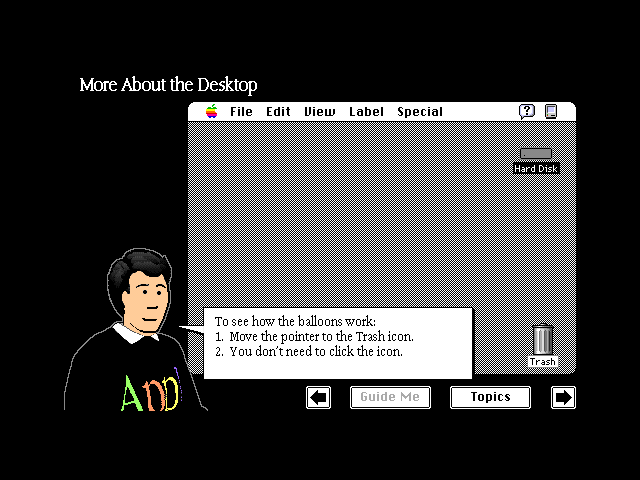 More About the Desktop
File Edit View Label Special
Hard Disk
To see how the balloons work:
1. Move the pointer to the Trash icon.
2. You don't need to click the icon.
Trash
Appl
Guide Me
Topics